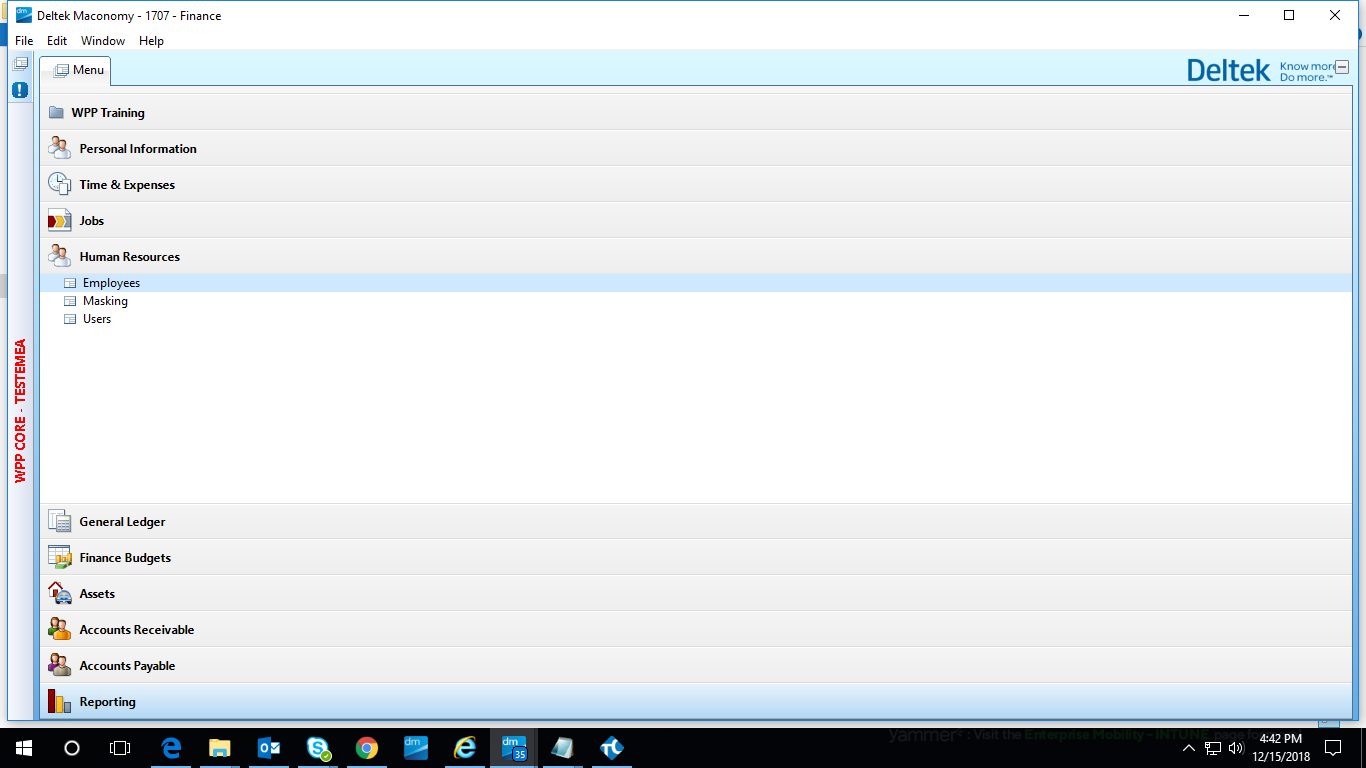 Deltek Maconomy - 1707 - Finance
File Edit Window Help
Menu
Deltek Know more
Do more.™
WPP Training
Personal Information
Time & Expenses
Jobs
Human Resources
Employees
Masking
Users
WPP CORE - TESTEMEA
General Ledger
Finance Budgets
Assets
Accounts Receivable
Accounts Payable
Reporting
yammer : Visit the Enterprise Mobility - INTUNE page fo
dm 35
4:42 PM
12/15/2018